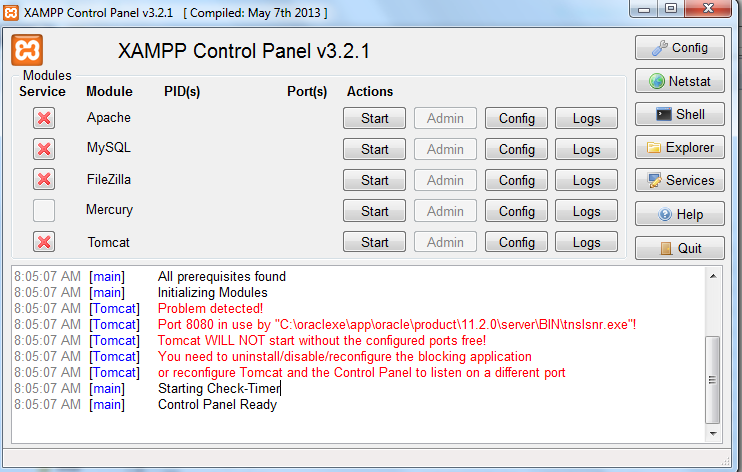 XAMPP Control Panel v3.2.1 [ Compiled: May 7th 2013 ]
XAMPP Control Panel v3.2.1
Config
Modules
Service Module PID(s) Port(s) Actions
Netstat
Apache Start Admin Config Logs
Shell
MySQL Start Admin Config Logs
Explorer
FileZilla Start Admin Config Logs
Services
Mercury Start Admin Config Logs
Help
Tomcat Start Admin Config Logs
Quit
8:05:07 AM [main] All prerequisites found
8:05:07 AM [main] Initializing Modules
8:05:07 AM [Tomcat] Problem detected!
8:05:07 AM [Tomcat] Port 8080 in use by "C:\oraclexe\app\oracle\product\11.2.0\server\BIN\tnslsnr.exe"!
8:05:07 AM [Tomcat] Tomcat WILL NOT start without the configured ports free!
8:05:07 AM [Tomcat] You need to uninstall/disable/reconfigure the blocking application
8:05:07 AM [Tomcat] or reconfigure Tomcat and the Control Panel to listen on a different port
8:05:07 AM [main] Starting Check-Timer
8:05:07 AM [main] Control Panel Ready